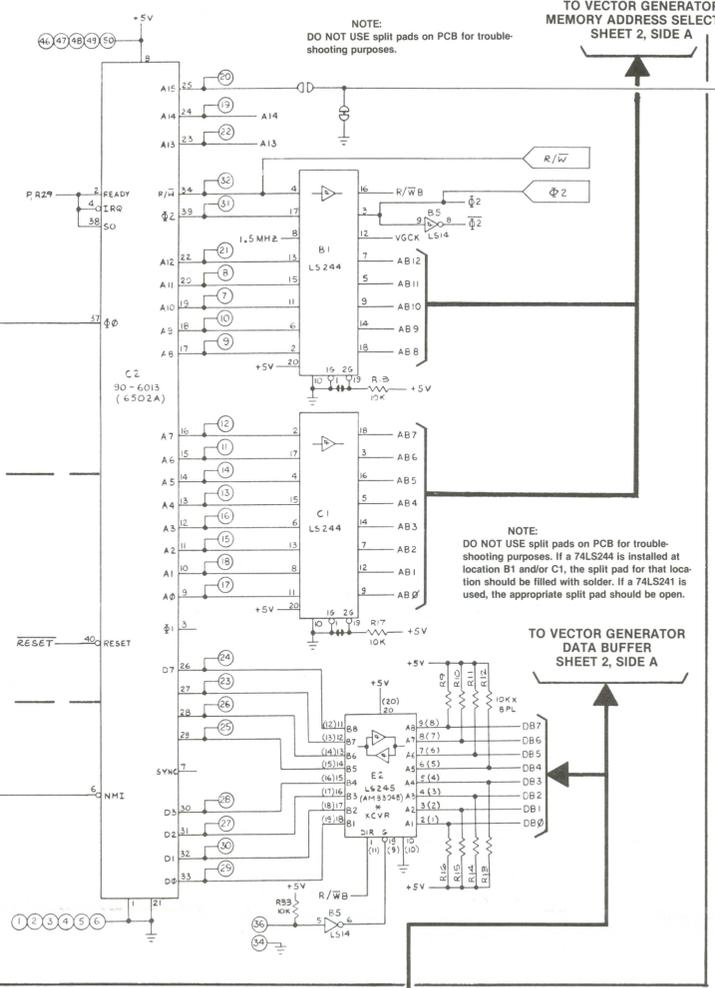 TO VECTOR GENERATOR
MEMORY ADDRESS SELECT
SHEET 2, SIDE A
NOTE:
DO NOT USE split pads on PCB for trouble-
shooting purposes.
+5V
46 47 48 49 50
8
A15 25 20
A14 24 19 A14
A13 23 22 A13
P.R29 2 READY
4 IRQ
38 SO
R/W̅ 34 32 4 16 R/W̅B
R/W̅
Φ2 39 31 17 3 Φ2
Φ2
9 B5 8 Φ̅2̅
LS14
1.5MHZ 8 12 VGCK
B1
LS244
A12 22 21 13 7 AB12
A11 20 8 15 5 AB11
A10 19 7 11 9 AB10
A9 18 10 6 14 AB9
A8 17 9 2 18 AB8
37 ΦØ
+5V 20
10 1G 1 2G 19
R18
10K
+5V
C2
90-6013
(6502A)
A7 16 12 2 18 AB7
A6 15 11 17 3 AB6
A5 14 14 4 16 AB5
A4 13 13 15 5 AB4
A3 12 16 6 14 AB3
A2 11 15 13 7 AB2
A1 10 18 8 12 AB1
AØ 9 17 11 9 ABØ
C1
LS244
+5V 20
10 1G 1 2G 19
R17
10K
+5V
NOTE:
DO NOT USE split pads on PCB for trouble-
shooting purposes. If a 74LS244 is installed at
location B1 and/or C1, the split pad for that loca-
tion should be filled with solder. If a 74LS241 is
used, the appropriate split pad should be open.
Φ1 3
R̅E̅S̅E̅T̅ 40 RESET
TO VECTOR GENERATOR
DATA BUFFER
SHEET 2, SIDE A
D7 26 24
27 23
28 26
29 25
SYNC 7
6 NMI
D3 30 28
D2 31 27
D1 32 30
DØ 33 29
+5V
(20)
20
+5V
R9 R10 R11 R12
10K X
8PL
(12) 11 B8 A8 9 (8) DB7
(13) 12 B7 A7 8 (7) DB6
(14) 13 B6 A6 7 (6) DB5
(15) 14 B5 A5 6 (5) DB4
(16) 15 B4 A4 5 (4) DB3
(17) 16 B3 A3 4 (3) DB2
(18) 17 B2 A2 3 (2) DB1
(19) 18 B1 A1 2 (1) DBØ
E2
LS245
*
XCVR
DIR G
1 19 10
(11) (9) (10)
R16 R15 R14 R13
+5V
R/W̅B
+5V
R33
10K
36 5 B5 6
LS14
34
1 2 3 4 5 6
1 21